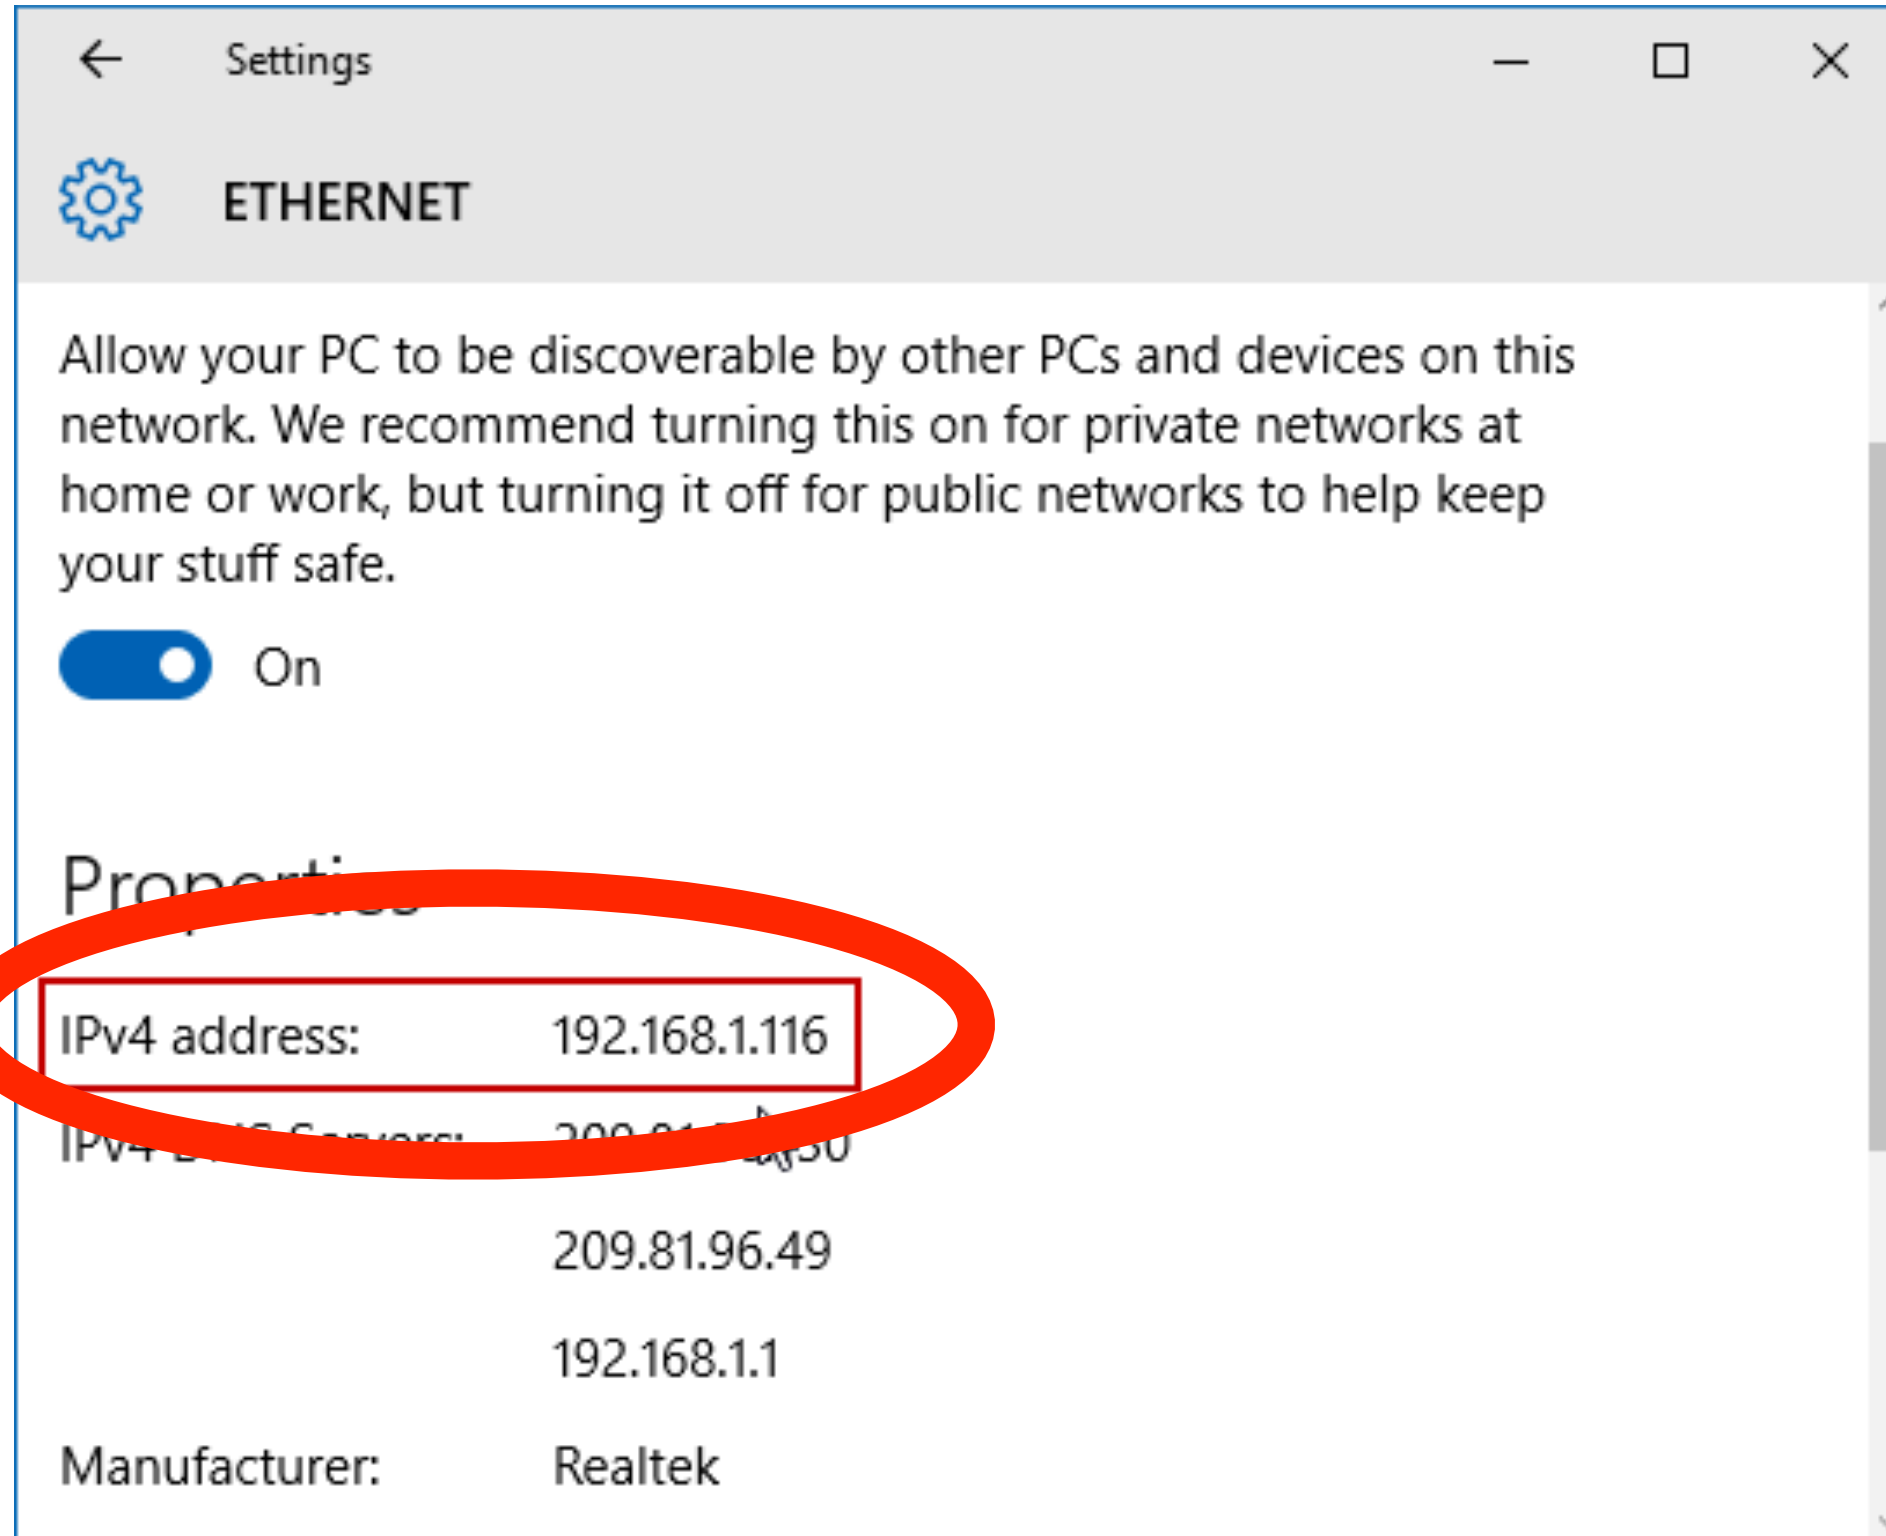 Settings
ETHERNET
Allow your PC to be discoverable by other PCs and devices on this
network. We recommend turning this on for private networks at
home or work, but turning it off for public networks to help keep
your stuff safe.
On
Properties
IPv4 address: 192.168.1.116
IPv4 Servers:
209.81.96.49
192.168.1.1
Manufacturer: Realtek